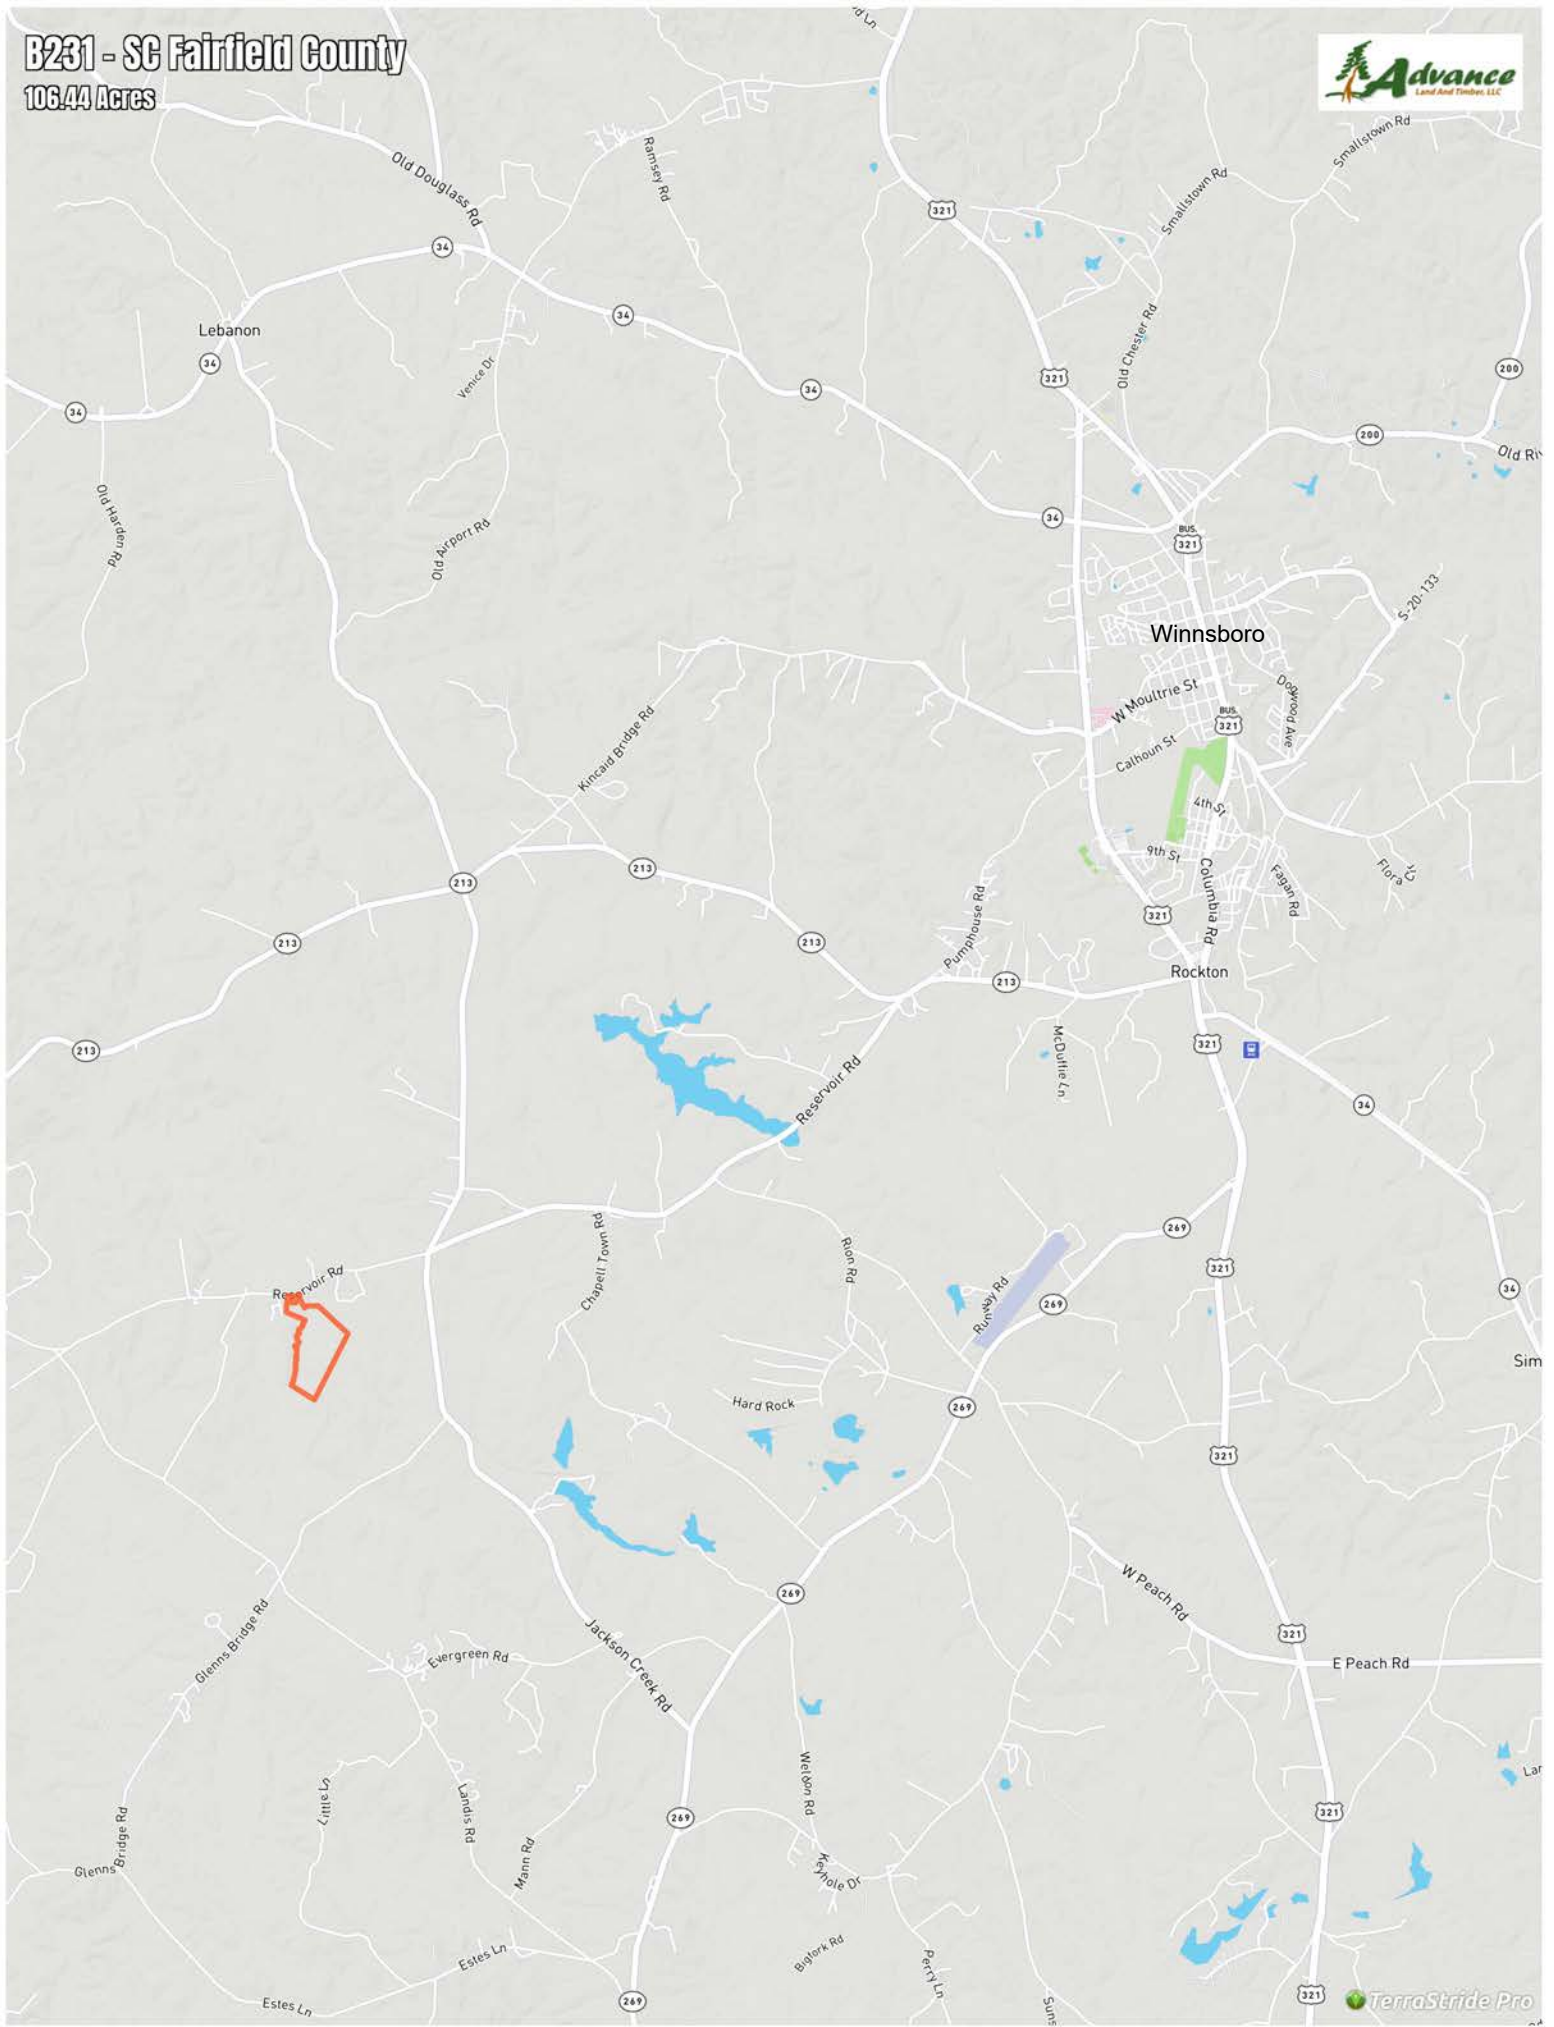 B231 - SC Fairfield County
106.44 Acres
Advance
Land And Timber, LLC
Smallstown Rd
Old Douglass Rd
Ramsey Rd
Smallstown Rd
321
34
34
Lebanon
34
Old Chester Rd
Venice Dr
321
200
34
34
200
Old Airport Rd
Old Harden Rd
34
BUS.
321
S-20-133
Winnsboro
W Moultrie St
Dogwood Ave
BUS.
321
Kincaid Bridge Rd
Calhoun St
4th St
9th St
213
213
Columbia Rd
Fagan Rd
Flora
321
Pumphouse Rd
213
213
Rockton
213
213
321
McDuffie Ln
Reservoir Rd
34
269
Chapell Town Rd
Rion Rd
321
Reservoir Rd
Runway Rd
269
34
Hard Rock
269
321
269
W Peach Rd
Glenns Bridge Rd
Jackson Creek Rd
Evergreen Rd
321
E Peach Rd
Weldon Rd
Little Ln
Landis Rd
269
321
Glenns Bridge Rd
Mann Rd
Keyhole Dr
Bigfork Rd
Estes Ln
Perry Ln
Estes Ln
269
321
TerraStride Pro